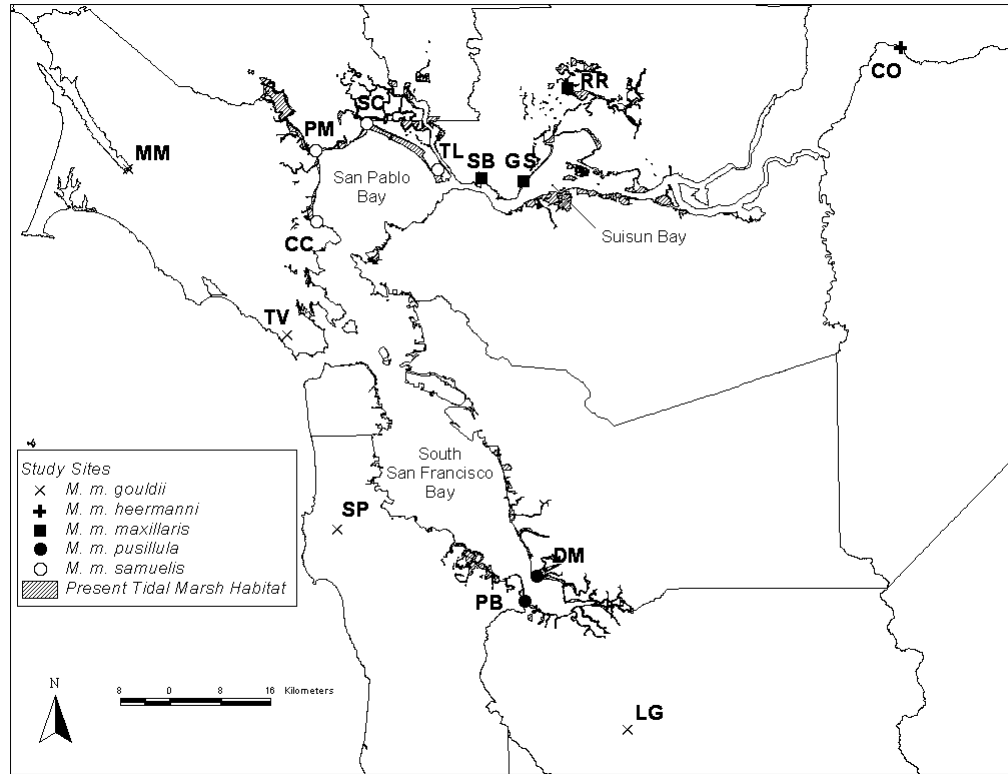 CO
RR
SC
PM
TL
MM
SB
GS
San Pablo
Bay
Suisun Bay
CC
TV
South
San Francisco
Bay
Study Sites
M. m. gouldii
M. m. heermanni
M. m. maxillaris
M. m. pusillula
M. m. samuelis
Present Tidal Marsh Habitat
SP
DM
PB
N
8 0 8 16 Kilometers
LG